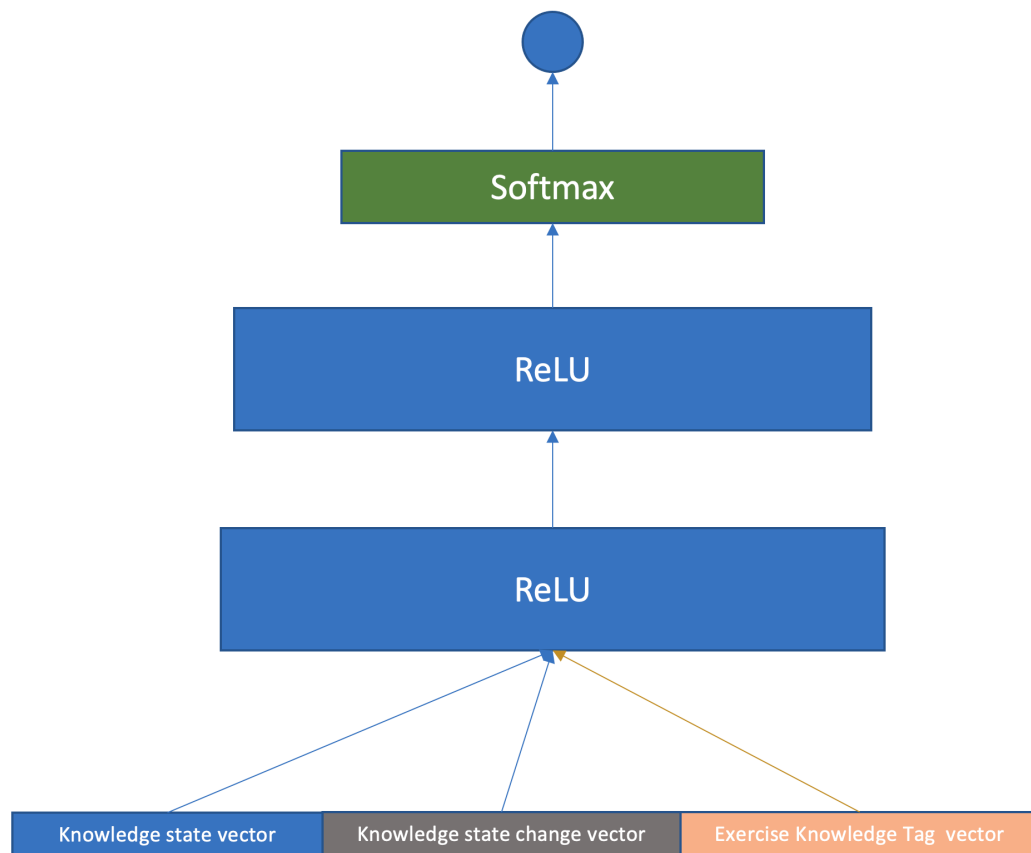 Softmax
ReLU
ReLU
Knowledge state vector
Knowledge state change vector
Exercise Knowledge Tag  vector